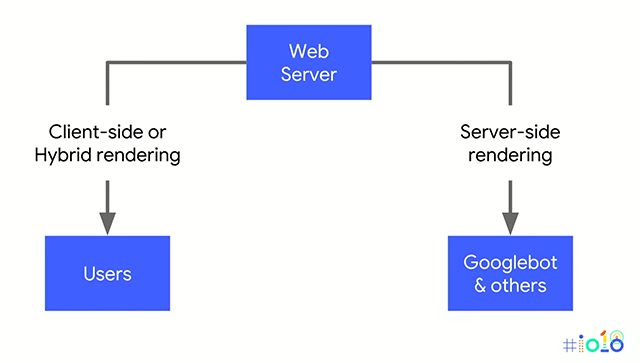 Web
Server
Client-side or
Hybrid rendering
Server-side
rendering
Users
Googlebot
& others
#io18